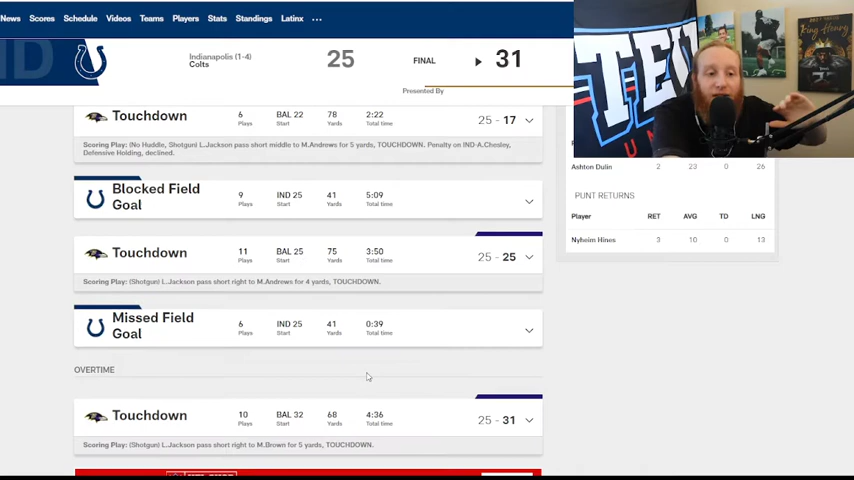 News Scores Schedule Videos Teams Players Stats Standings Latinx ...
Indianapolis (1-4)
Colts
25
FINAL
31
Presented By
Touchdown
6 Plays
BAL 22 Start
78 Yards
2:22 Total time
25 - 17
Scoring Play: (No Huddle, Shotgun) L.Jackson pass short middle to M.Andrews for 5 yards, TOUCHDOWN. Penalty on IND-A.Chesley,
Defensive Holding, declined.
Blocked Field
Goal
9 Plays
IND 25 Start
41 Yards
5:09 Total time
Touchdown
11 Plays
BAL 25 Start
75 Yards
3:50 Total time
25 - 25
Scoring Play: (Shotgun) L.Jackson pass short right to M.Andrews for 4 yards, TOUCHDOWN.
Missed Field
Goal
6 Plays
IND 25 Start
41 Yards
0:39 Total time
OVERTIME
Touchdown
10 Plays
BAL 32 Start
68 Yards
4:36 Total time
25 - 31
Scoring Play: (Shotgun) L.Jackson pass short right to M.Brown for 5 yards, TOUCHDOWN.
TEN
King Henry
Ashton Dulin 2 23 0 26
PUNT RETURNS
Player RET AVG TD LNG
Nyheim Hines 3 10 0 13